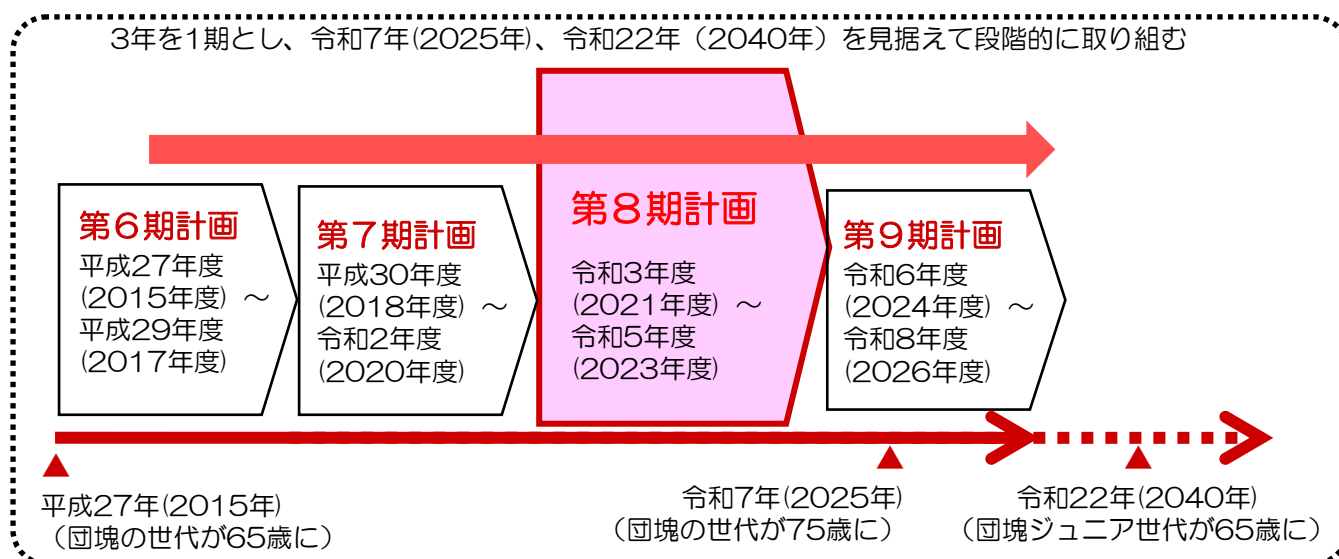 3年を1期とし、令和7年(2025年)、令和22年（2040年）を見据えて段階的に取り組む
第6期計画
平成27年度
(2015年度) ～
平成29年度
(2017年度)
第7期計画
平成30年度
(2018年度) ～
令和2年度
(2020年度)
第8期計画
令和3年度
(2021年度) ～
令和5年度
(2023年度)
第9期計画
令和6年度
(2024年度) ～
令和8年度
(2026年度)
平成27年(2015年)
（団塊の世代が65歳に）
令和7年(2025年)
（団塊の世代が75歳に）
令和22年(2040年)
（団塊ジュニア世代が65歳に）